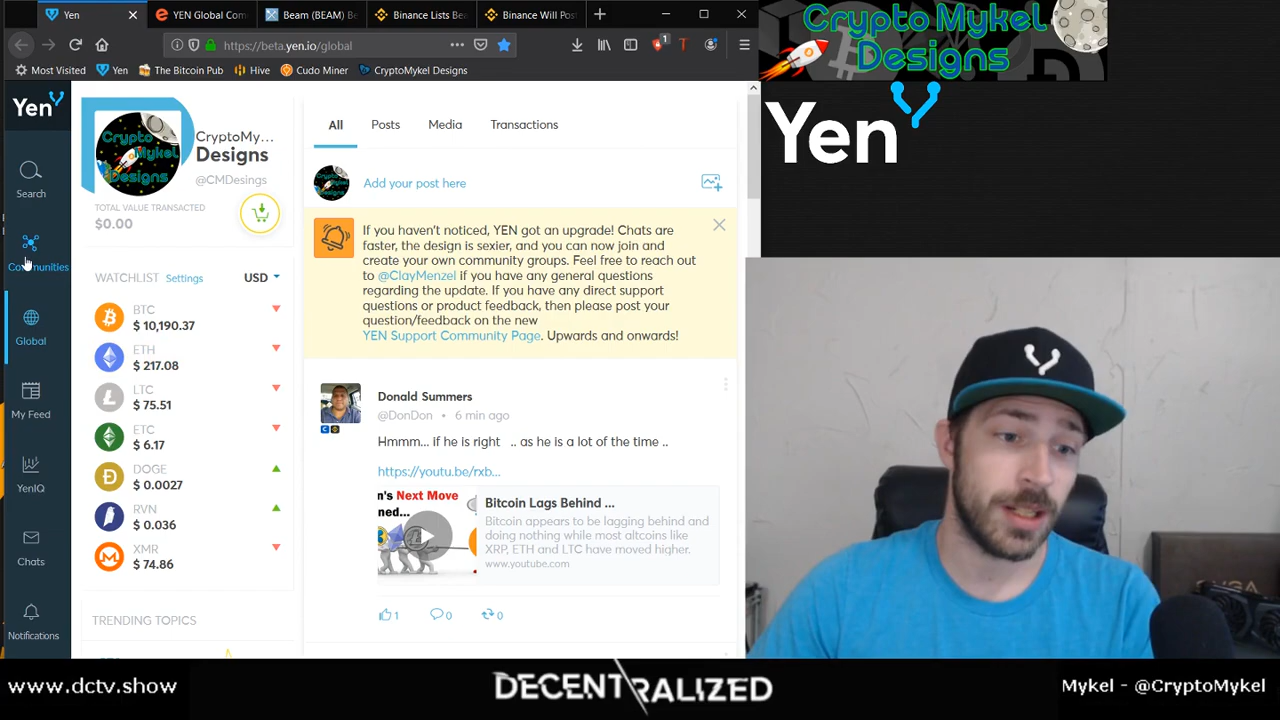 Yen
YEN Global Com
Beam (BEAM) Be
Binance Lists Bea
Binance Will Pos
https://beta.yen.io/global
1
Most Visited
Yen
The Bitcoin Pub
Hive
Cudo Miner
CryptoMykel Designs
Yen
Search
Communities
Global
My Feed
YenIQ
Chats
Notifications
Crypto
Mykel
Designs
CryptoMy...
Designs
@CMDesings
TOTAL VALUE TRANSACTED
$0.00
WATCHLIST Settings USD
BTC
$ 10,190.37
ETH
$ 217.08
LTC
$ 75.51
ETC
$ 6.17
DOGE
$ 0.0027
RVN
$ 0.036
XMR
$ 74.86
TRENDING TOPICS
All Posts Media Transactions
Add your post here
If you haven't noticed, YEN got an upgrade! Chats are
faster, the design is sexier, and you can now join and
create your own community groups. Feel free to reach out
to @ClayMenzel if you have any general questions
regarding the update. If you have any direct support
questions or product feedback, then please post your
question/feedback on the new
YEN Support Community Page. Upwards and onwards!
Donald Summers
@DonDon • 6 min ago
Hmmm... if he is right .. as he is a lot of the time ..
https://youtu.be/rxb...
n's Next Move
ned...
Bitcoin Lags Behind ...
Bitcoin appears to be lagging behind and
doing nothing while most altcoins like
XRP, ETH and LTC have moved higher.
www.youtube.com
1 0 0
Crypto Mykel
Designs
Yen
www.dctv.show
DECENTRALIZED
Mykel - @CryptoMykel